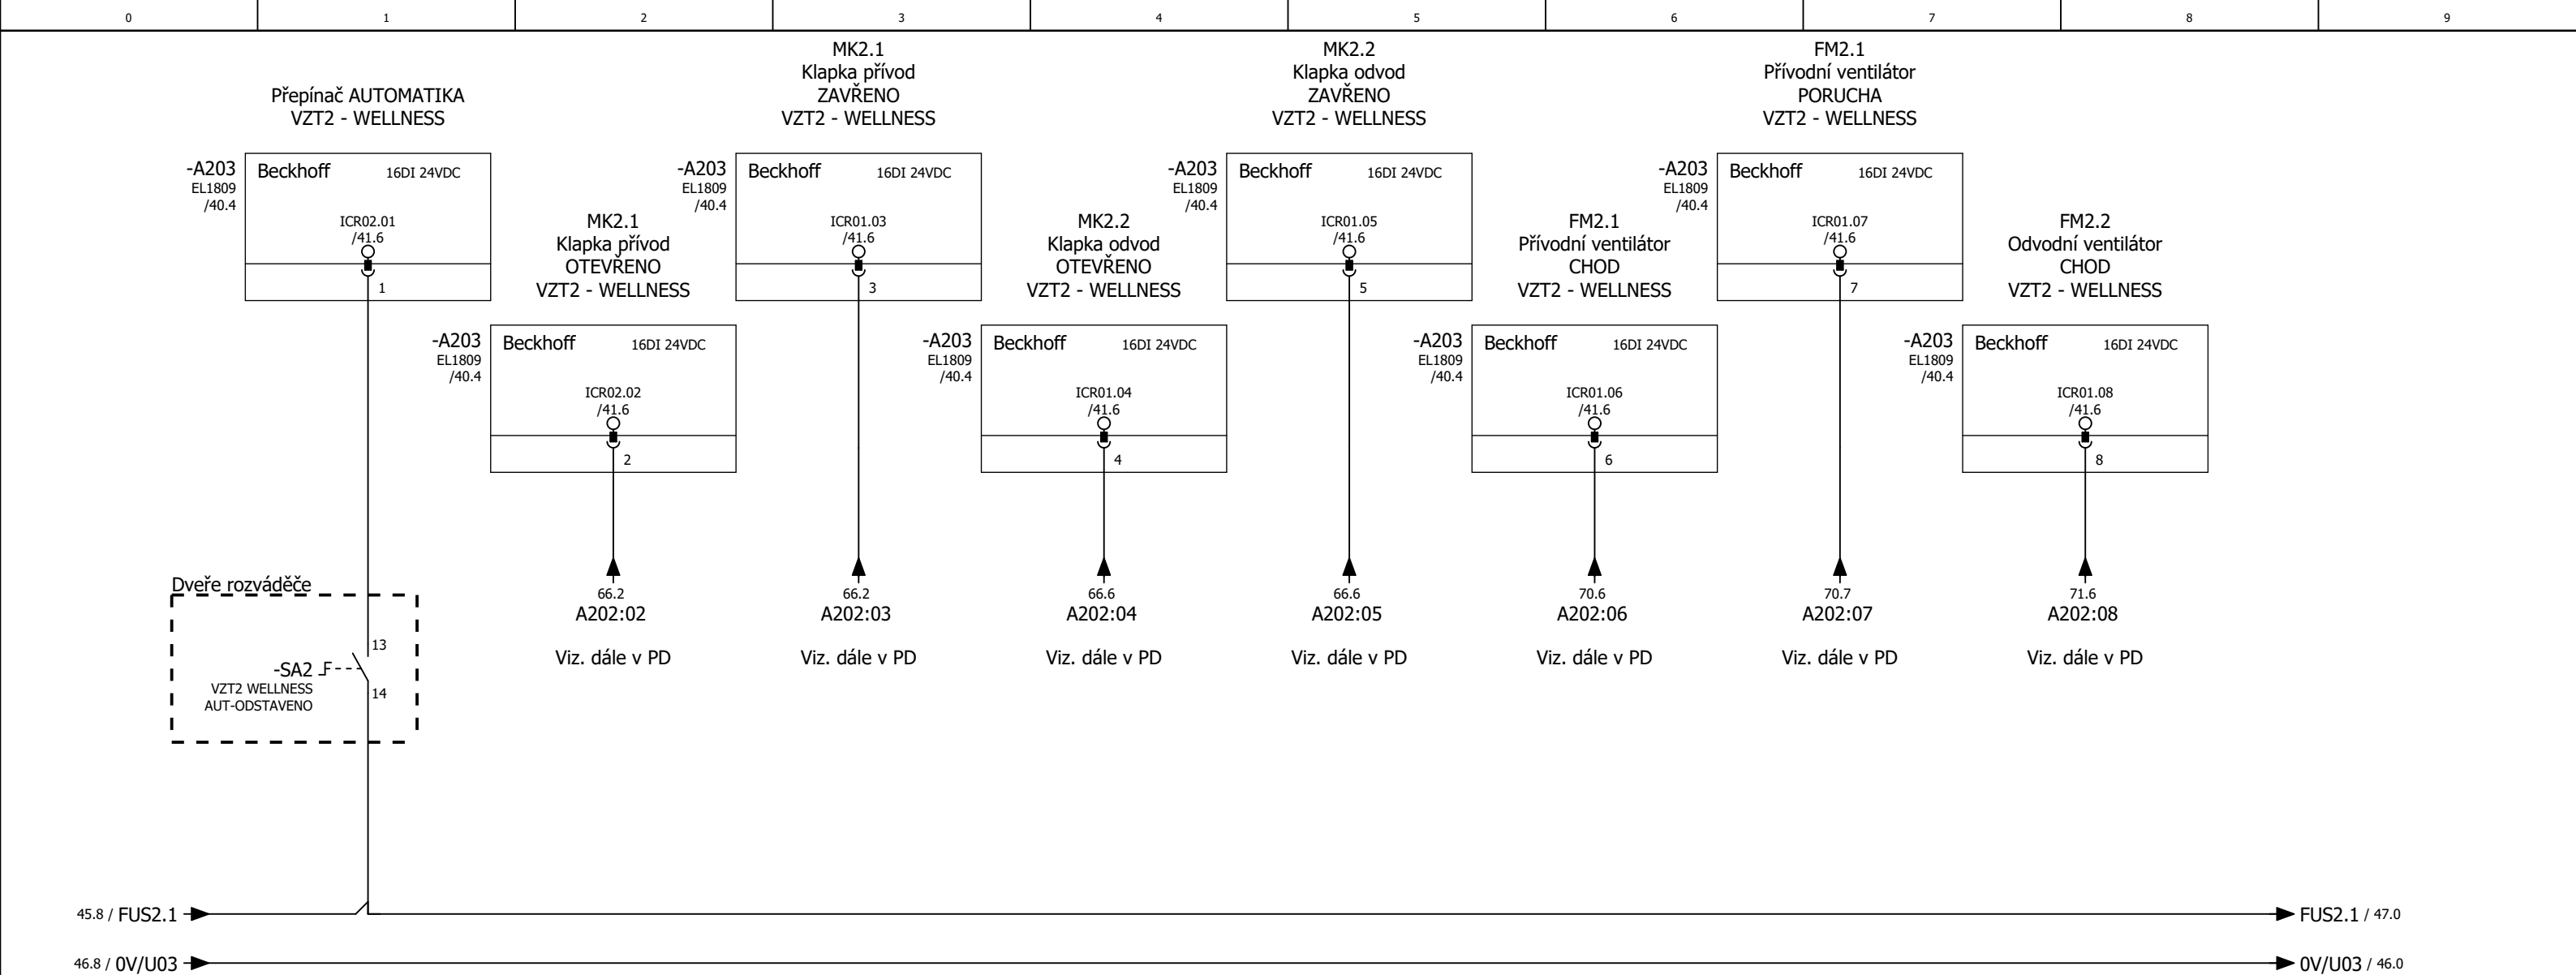 0 1 2 3 4 5 6 7 8 9
Přepínač AUTOMATIKA
VZT2 - WELLNESS
-A203
EL1809
/40.4
Beckhoff 16DI 24VDC
ICR02.01
/41.6
1
MK2.1
Klapka přívod
OTEVŘENO
VZT2 - WELLNESS
-A203
EL1809
/40.4
Beckhoff 16DI 24VDC
ICR02.02
/41.6
2
66.2
A202:02
Viz. dále v PD
MK2.1
Klapka přívod
ZAVŘENO
VZT2 - WELLNESS
-A203
EL1809
/40.4
Beckhoff 16DI 24VDC
ICR01.03
/41.6
3
66.2
A202:03
Viz. dále v PD
MK2.2
Klapka odvod
OTEVŘENO
VZT2 - WELLNESS
-A203
EL1809
/40.4
Beckhoff 16DI 24VDC
ICR01.04
/41.6
4
66.6
A202:04
Viz. dále v PD
MK2.2
Klapka odvod
ZAVŘENO
VZT2 - WELLNESS
-A203
EL1809
/40.4
Beckhoff 16DI 24VDC
ICR01.05
/41.6
5
66.6
A202:05
Viz. dále v PD
FM2.1
Přívodní ventilátor
CHOD
VZT2 - WELLNESS
-A203
EL1809
/40.4
Beckhoff 16DI 24VDC
ICR01.06
/41.6
6
70.6
A202:06
Viz. dále v PD
FM2.1
Přívodní ventilátor
PORUCHA
VZT2 - WELLNESS
-A203
EL1809
/40.4
Beckhoff 16DI 24VDC
ICR01.07
/41.6
7
70.7
A202:07
Viz. dále v PD
FM2.2
Odvodní ventilátor
CHOD
VZT2 - WELLNESS
-A203
EL1809
/40.4
Beckhoff 16DI 24VDC
ICR01.08
/41.6
8
71.6
A202:08
Viz. dále v PD
Dveře rozváděče
13
-SA2
VZT2 WELLNESS
AUT-ODSTAVENO
14
45.8 / FUS2.1
FUS2.1 / 47.0
46.8 / 0V/U03
0V/U03 / 46.0